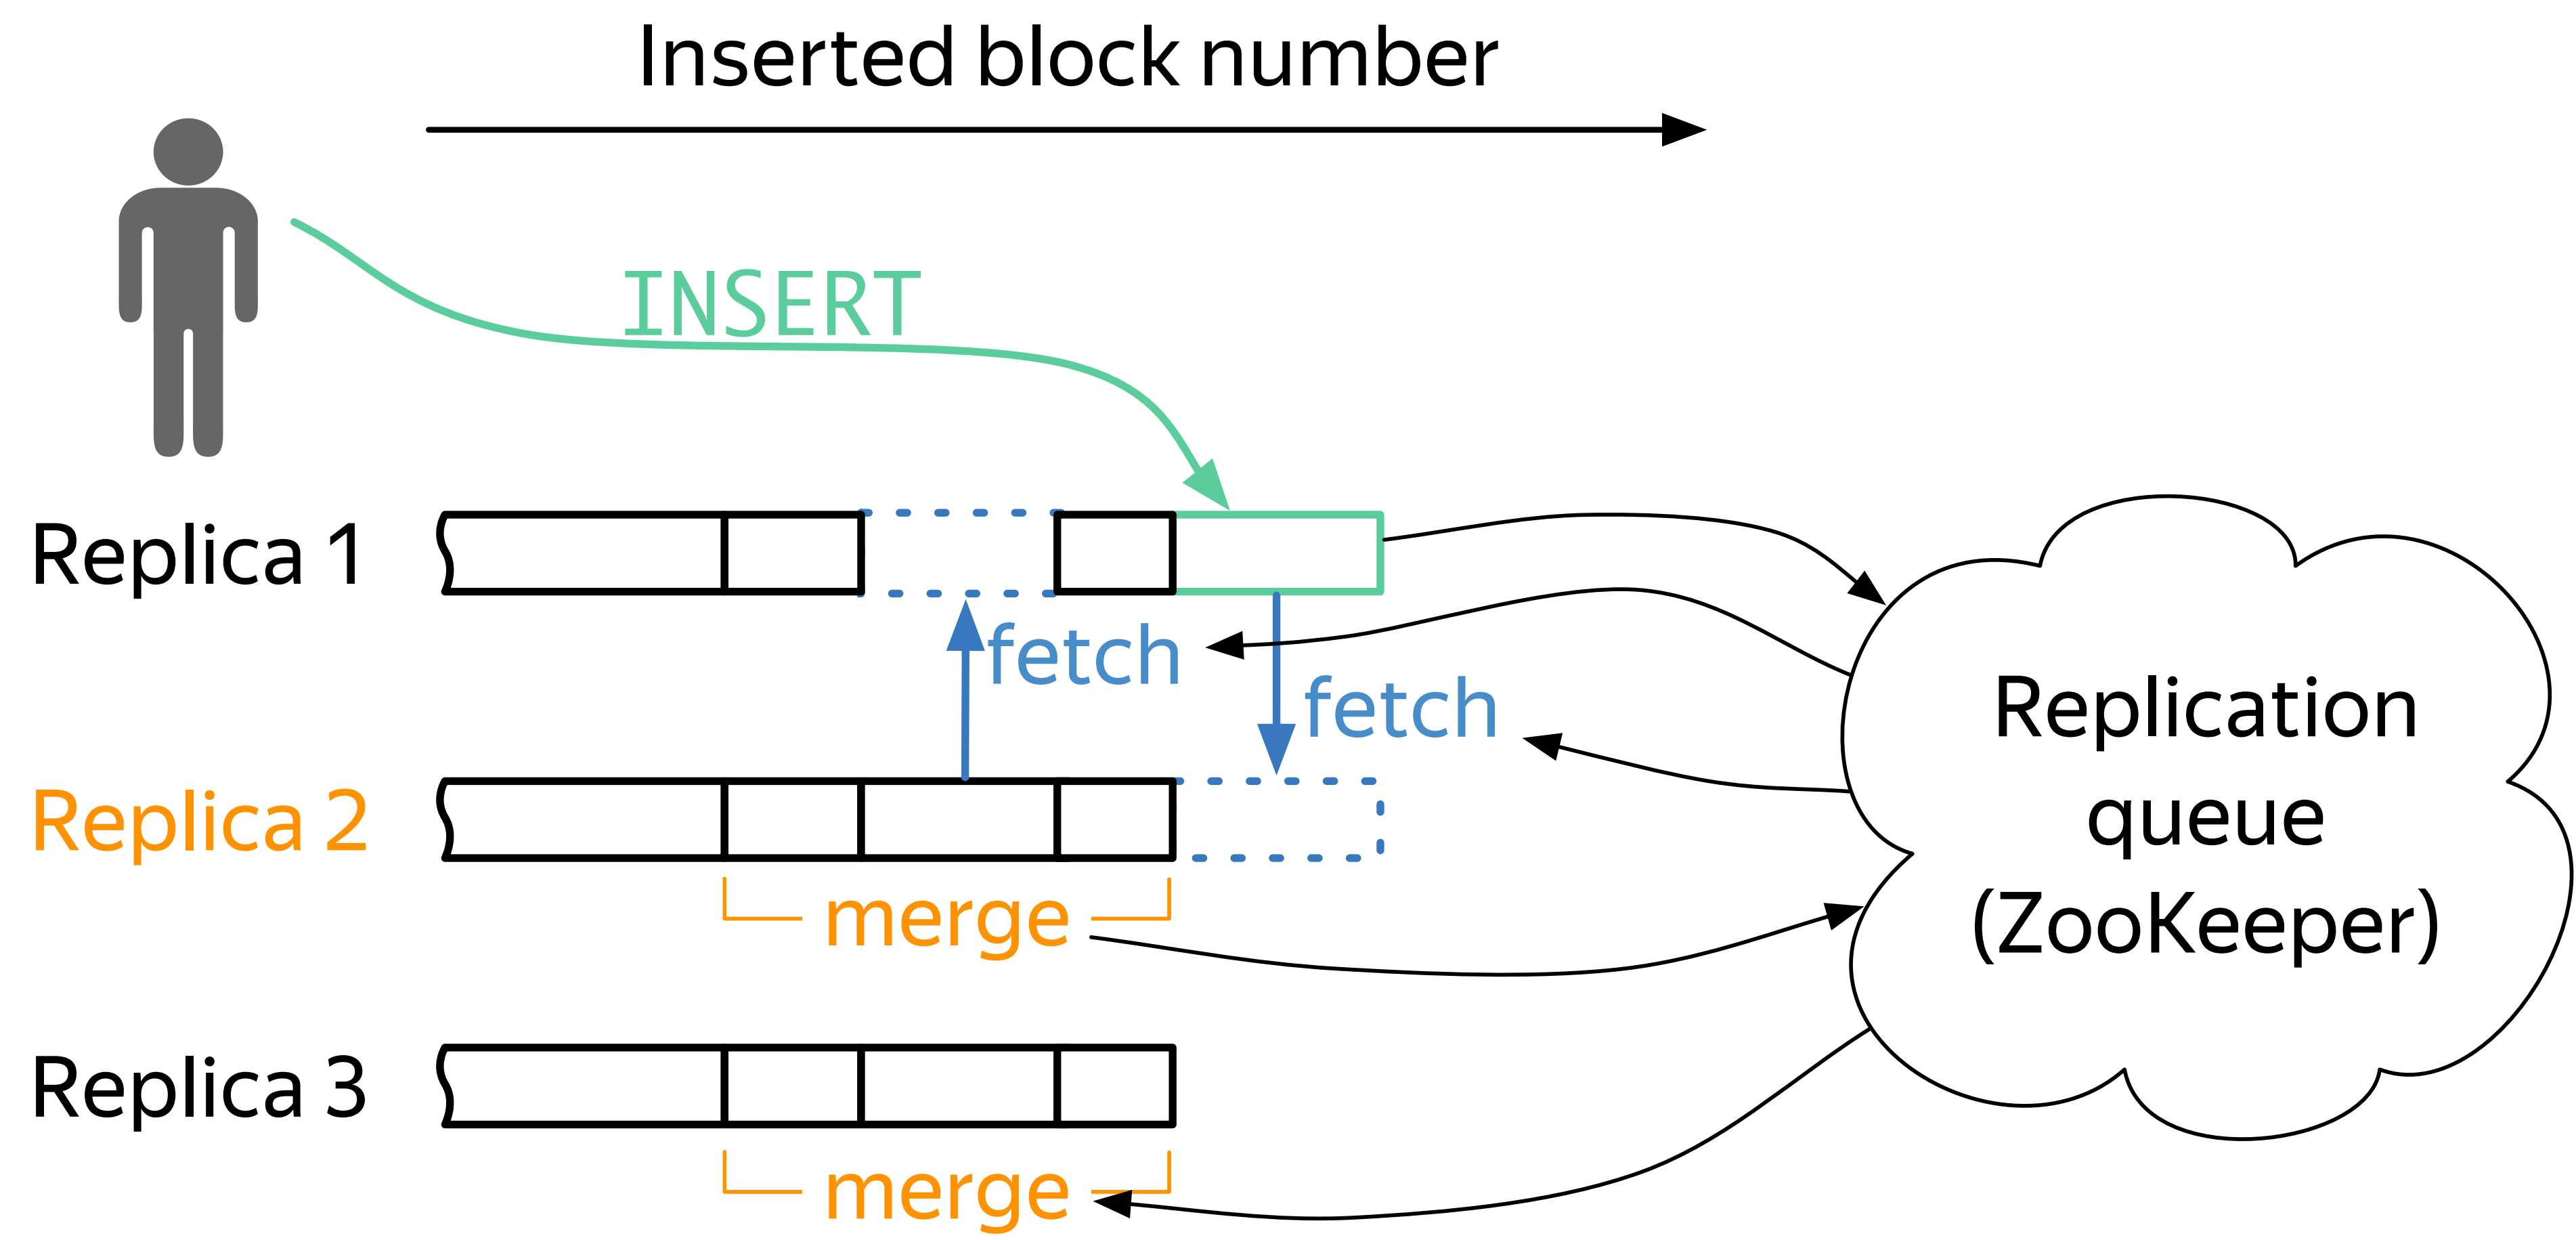 Inserted block number
INSERT
Replica 1
fetch
fetch
Replication
queue
(ZooKeeper)
Replica 2
merge
Replica 3
merge